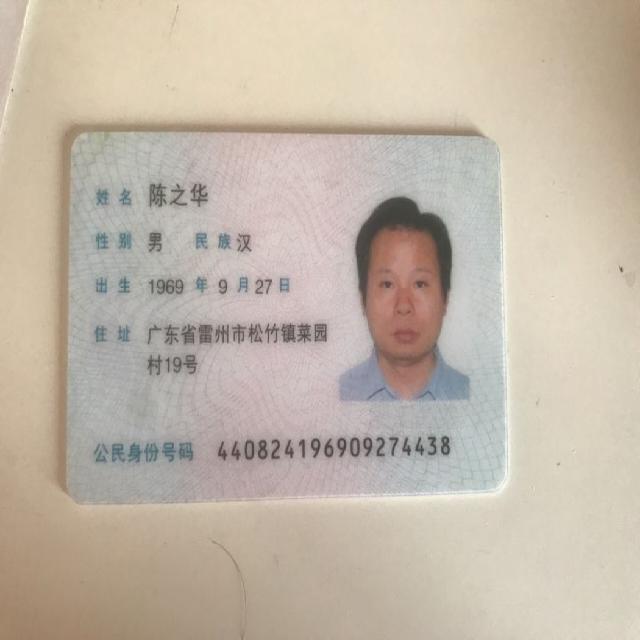 姓名 陈之华
性别 男 民族 汉
出生 1969 年 9 月 27 日
住址 广东省雷州市松竹镇菜园
村19号
公民身份号码 440824196909274438